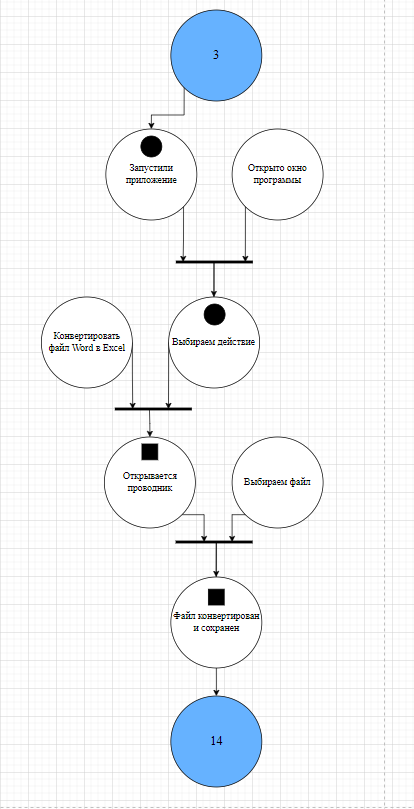 3
Запустили
приложение
Открыто окно
программы
Конвертировать
файл Word в Excel
Выбираем действие
Открывается
проводник
Выбираем файл
Файл конвертирован
и сохранен
14